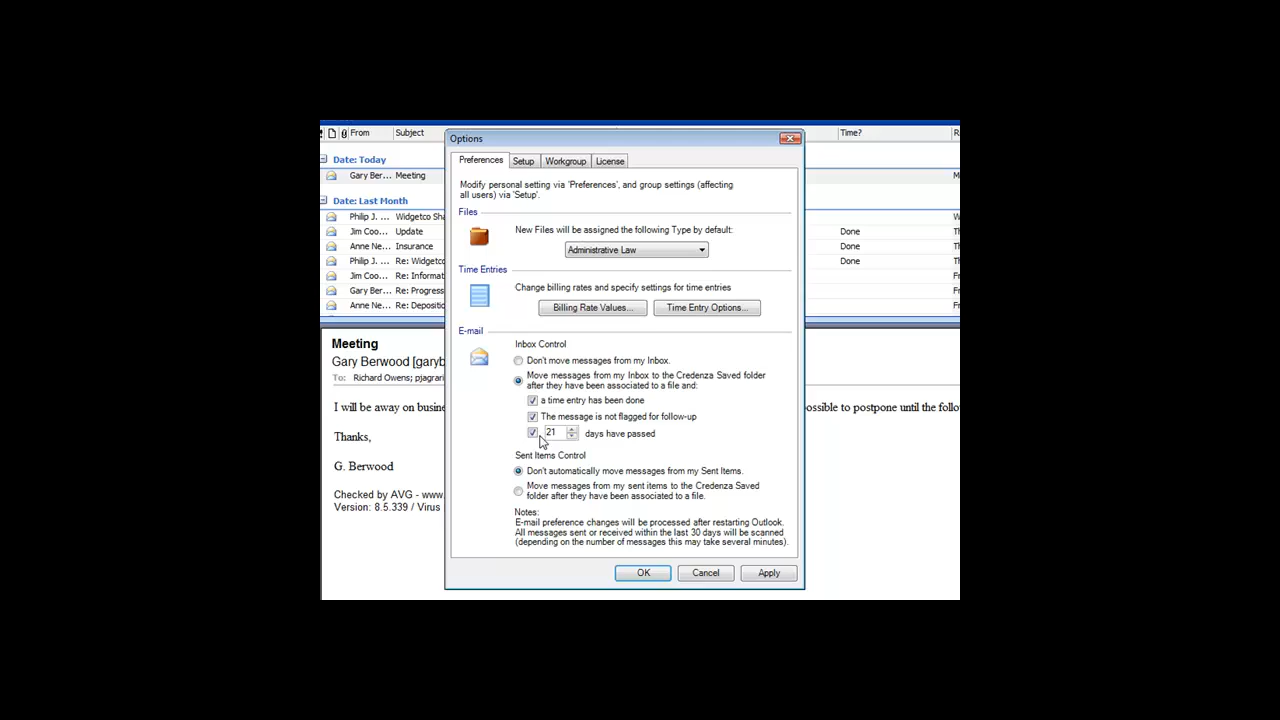 From Subject Time?
Date: Today
Gary Ber... Meeting
Date: Last Month
Philip J. ... Widgetco Sha
Jim Coo... Update Done
Anne Ne... Insurance Done
Philip J. ... Re: Widgetc Done
Jim Coo... Re: Informat
Gary Ber... Re: Progress
Anne Ne... Re: Depositio
Meeting
Gary Berwood [garyb
To: Richard Owens; pjagrari
I will be away on busine ossible to postpone until the follo
Thanks,
G. Berwood
Checked by AVG - www.
Version: 8.5.339 / Virus
Options
Preferences Setup Workgroup License
Modify personal setting via 'Preferences', and group settings (affecting
all users) via 'Setup'.
Files
New Files will be assigned the following Type by default:
Administrative Law
Time Entries
Change billing rates and specify settings for time entries
Billing Rate Values... Time Entry Options...
E-mail
Inbox Control
Don't move messages from my Inbox.
Move messages from my Inbox to the Credenza Saved folder
after they have been associated to a file and:
a time entry has been done
The message is not flagged for follow-up
21 days have passed
Sent Items Control
Don't automatically move messages from my Sent Items.
Move messages from my sent items to the Credenza Saved
folder after they have been associated to a file.
Notes:
E-mail preference changes will be processed after restarting Outlook.
All messages sent or received within the last 30 days will be scanned
(depending on the number of messages this may take several minutes).
OK Cancel Apply